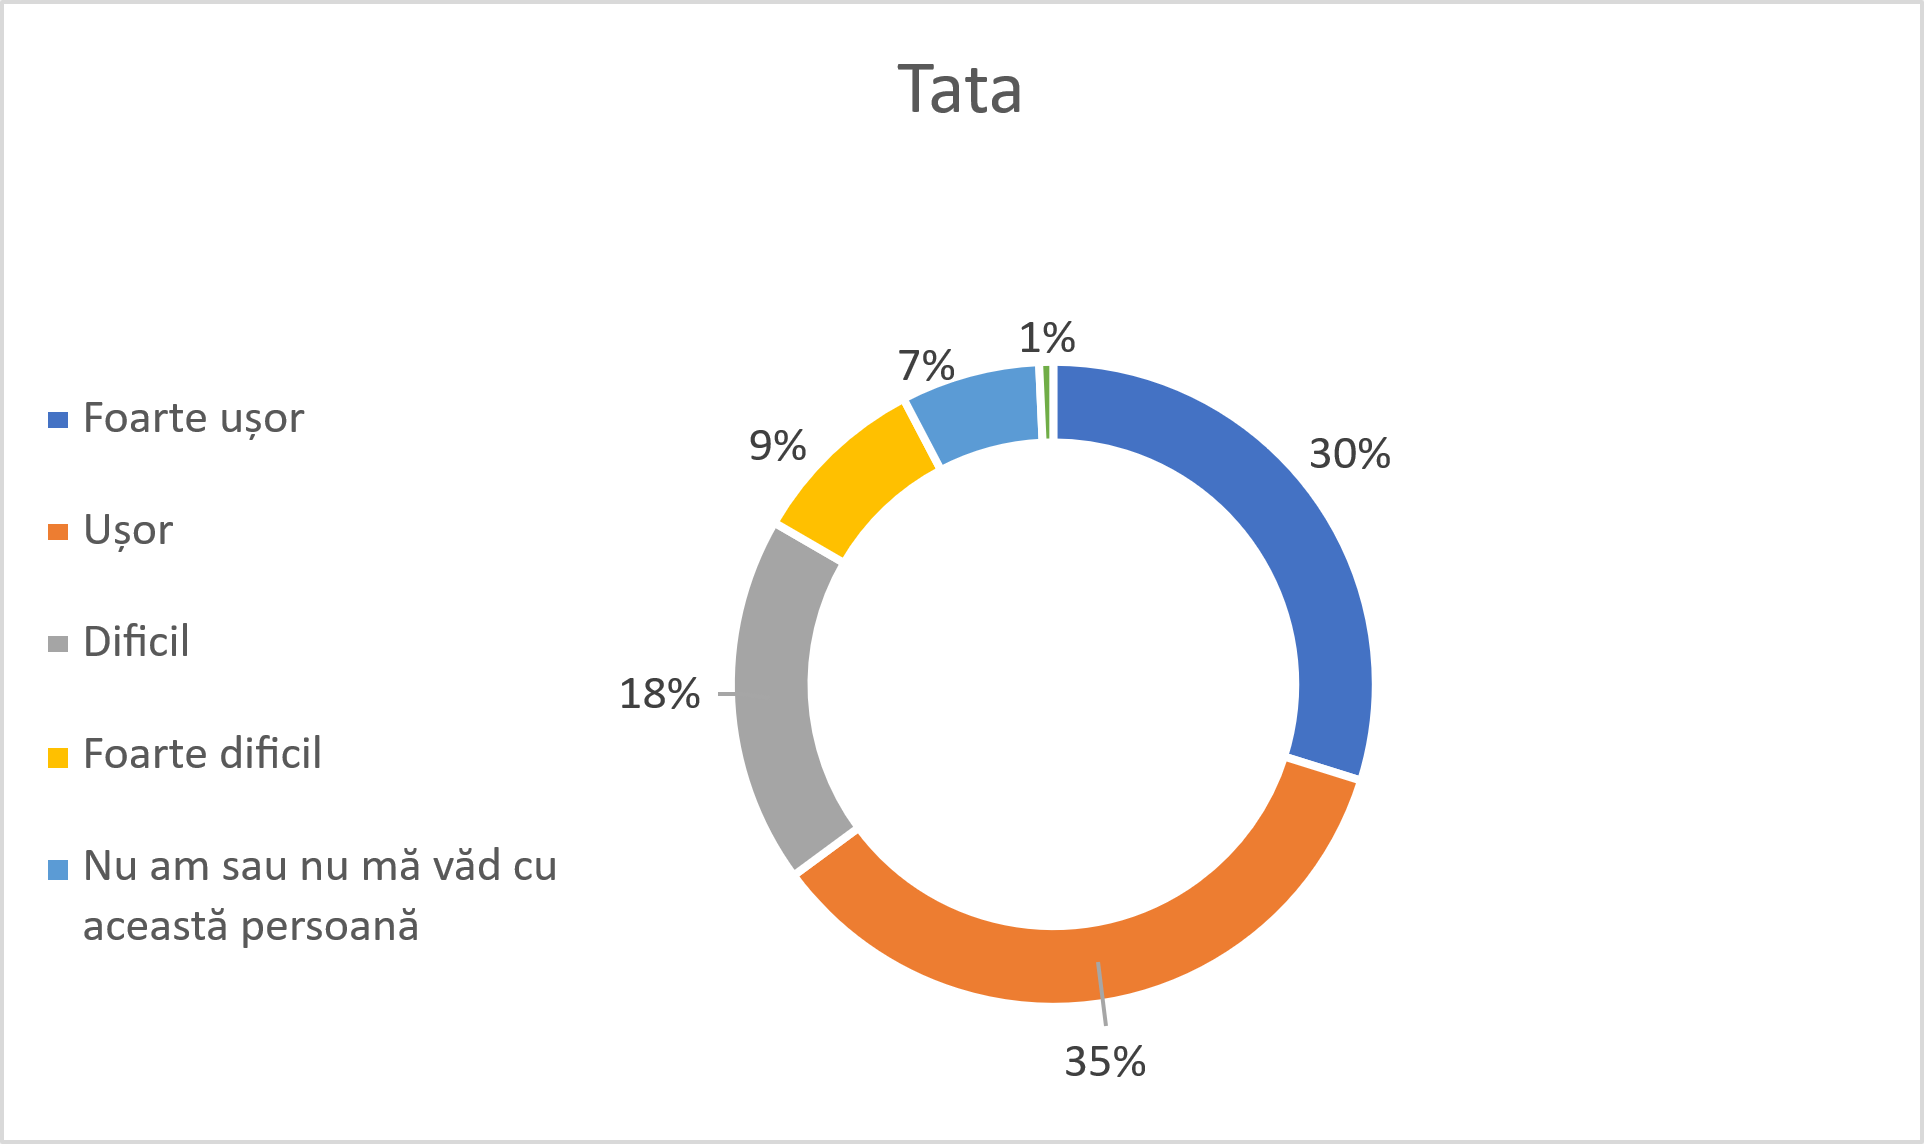 Tata
1%
7%
9%
30%
18%
35%
Foarte ușor
Ușor
Dificil
Foarte dificil
Nu am sau nu mă văd cu
această persoană